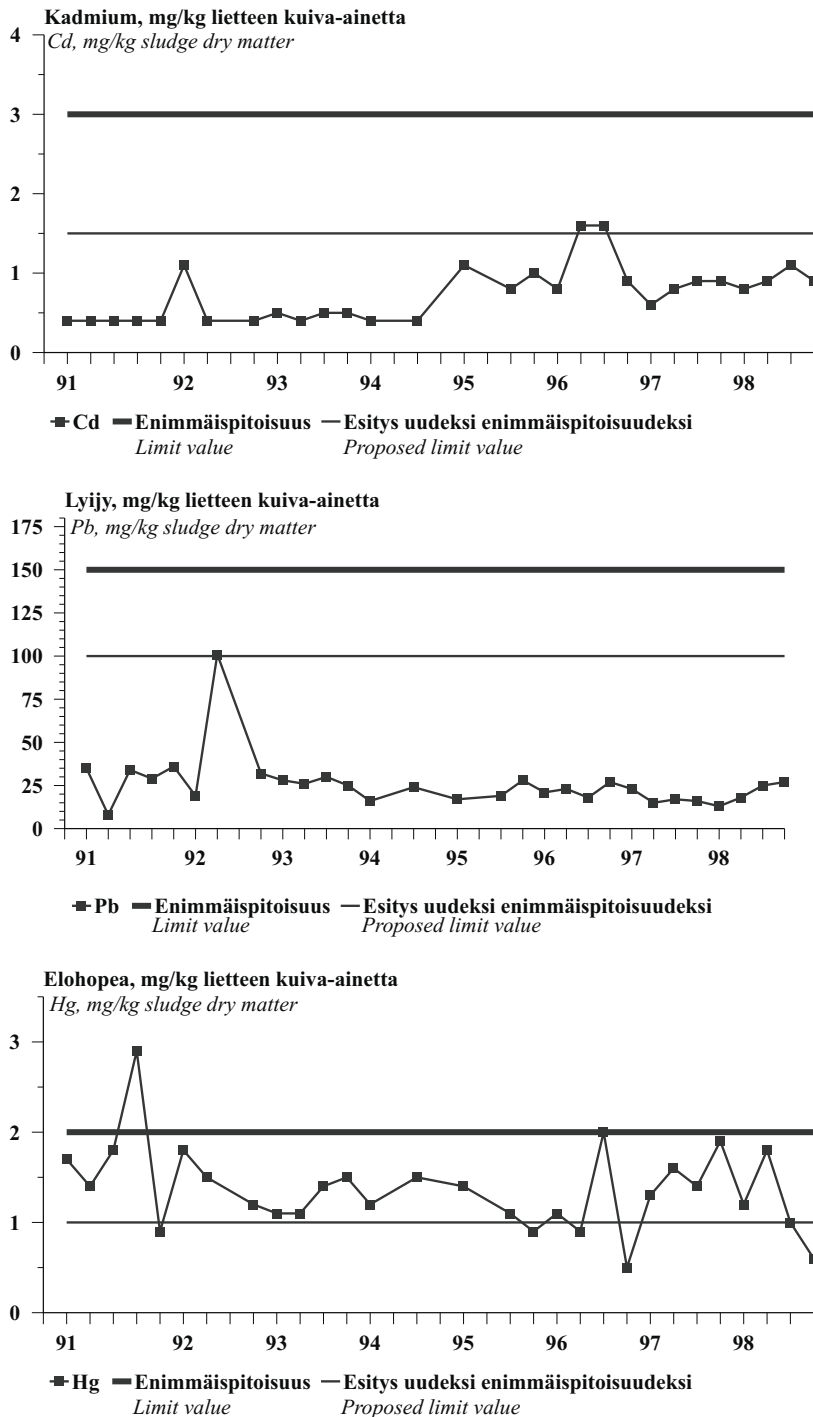 Kadmium, mg/kg lietteen kuiva-ainetta
Cd, mg/kg sludge dry matter
4
3
2
1
0
91 92 93 94 95 96 97 98
Cd Enimmäispitoisuus Esitys uudeksi enimmäispitoisuudeksi
Limit value Proposed limit value
Lyijy, mg/kg lietteen kuiva-ainetta
Pb, mg/kg sludge dry matter
175
150
125
100
75
50
25
0
91 92 93 94 95 96 97 98
Pb Enimmäispitoisuus Esitys uudeksi enimmäispitoisuudeksi
Limit value Proposed limit value
Elohopea, mg/kg lietteen kuiva-ainetta
Hg, mg/kg sludge dry matter
3
2
1
0
91 92 93 94 95 96 97 98
Hg Enimmäispitoisuus Esitys uudeksi enimmäispitoisuudeksi
Limit value Proposed limit value